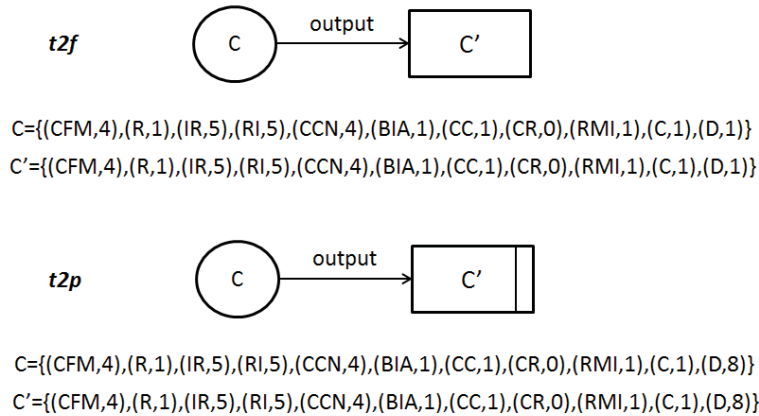 output
t2f
C
C’
C={(CFM,4),(R,1),(IR,5),(RI,5),(CCN,4),(BIA,1),(CC,1),(CR,0),(RMI,1),(C,1),(D,1)}
C’={(CFM,4),(R,1),(IR,5),(RI,5),(CCN,4),(BIA,1),(CC,1),(CR,0),(RMI,1),(C,1),(D,1)}
output
t2p
C
C’
C={(CFM,4),(R,1),(IR,5),(RI,5),(CCN,4),(BIA,1),(CC,1),(CR,0),(RMI,1),(C,1),(D,8)}
C’={(CFM,4),(R,1),(IR,5),(RI,5),(CCN,4),(BIA,1),(CC,1),(CR,0),(RMI,1),(C,1),(D,8)}